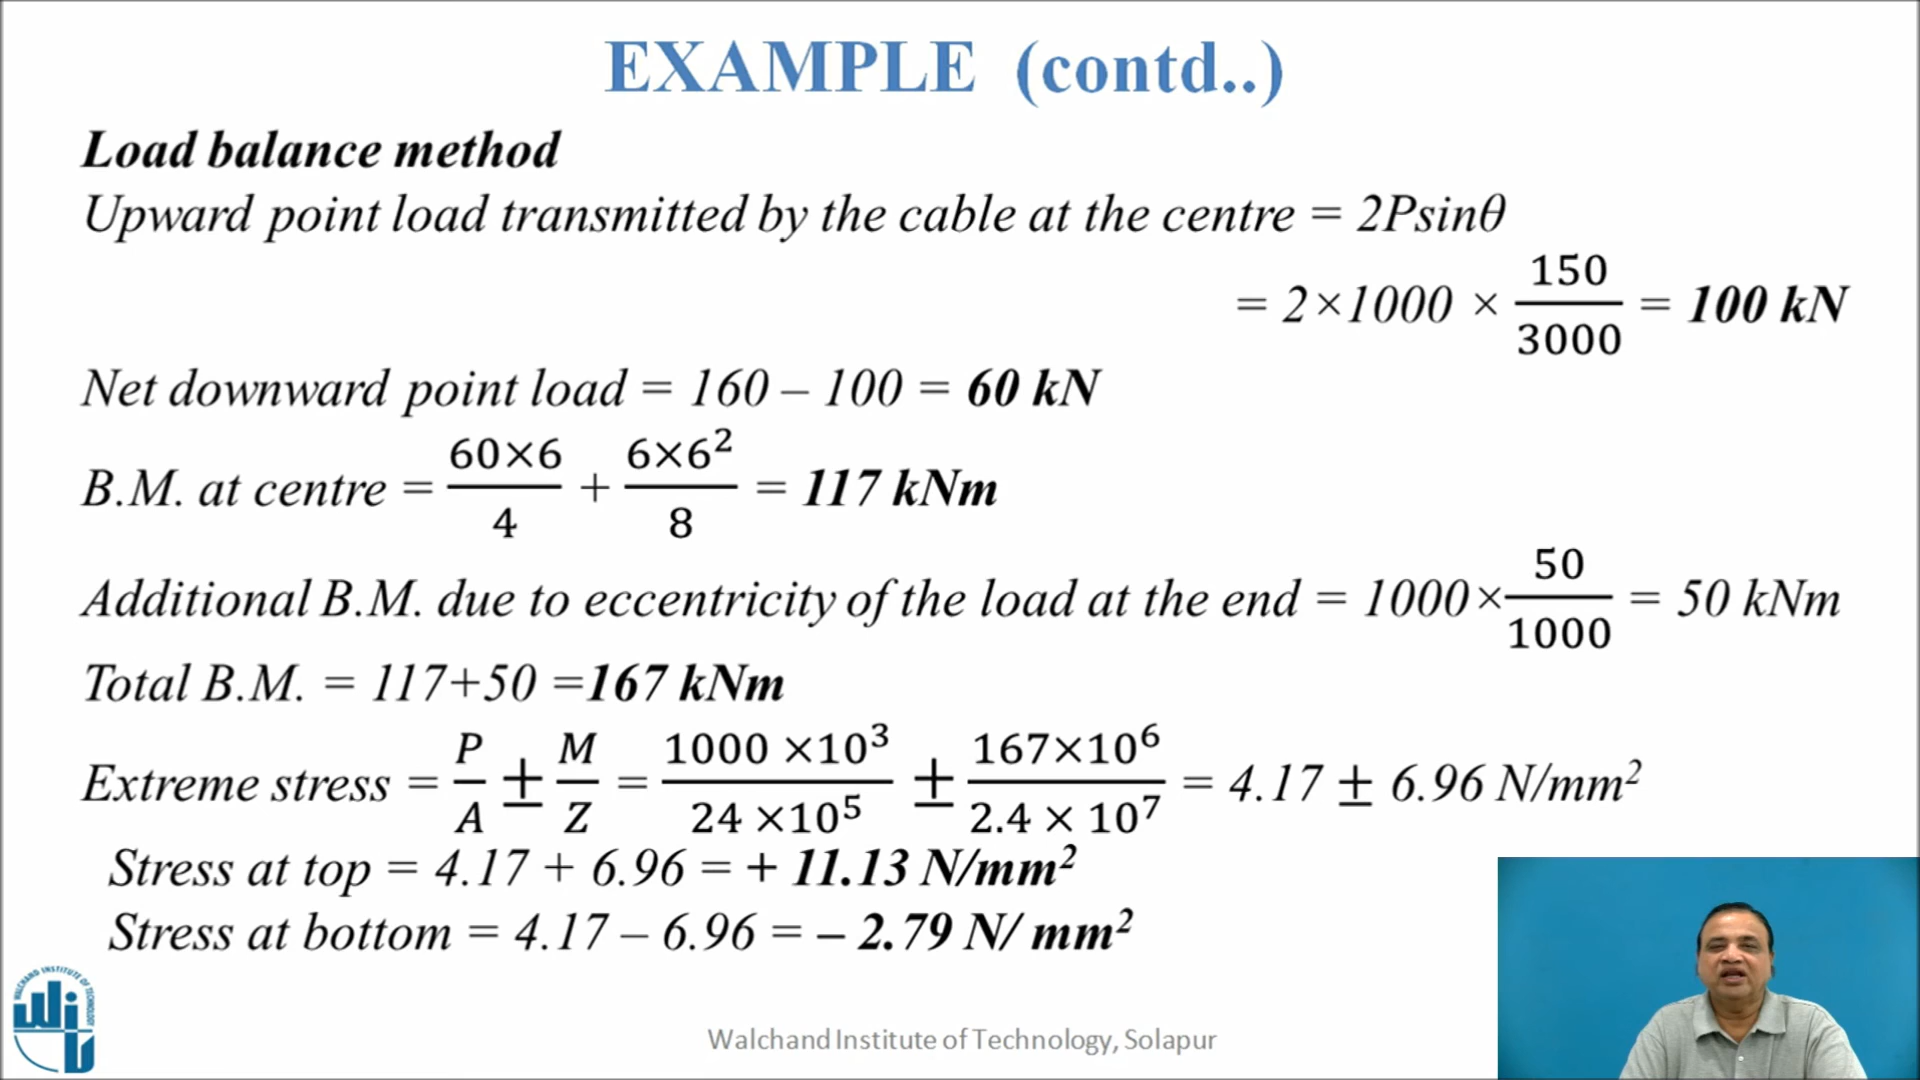 EXAMPLE (contd..)
Load balance method
Upward point load transmitted by the cable at the centre = 2Psinθ
= 2×1000 × 150/3000 = 100 kN
Net downward point load = 160 – 100 = 60 kN
B.M. at centre = 60×6/4 + 6×6²/8 = 117 kNm
Additional B.M. due to eccentricity of the load at the end = 1000×50/1000 = 50 kNm
Total B.M. = 117+50 =167 kNm
Extreme stress = P/A ± M/Z = 1000 ×10³/24 ×10⁵ ± 167×10⁶/2.4 × 10⁷ = 4.17 ± 6.96 N/mm²
Stress at top = 4.17 + 6.96 = + 11.13 N/mm²
Stress at bottom = 4.17 – 6.96 = – 2.79 N/ mm²
WALCHAND INSTITUTE OF TECHNOLOGY
Walchand Institute of Technology, Solapur